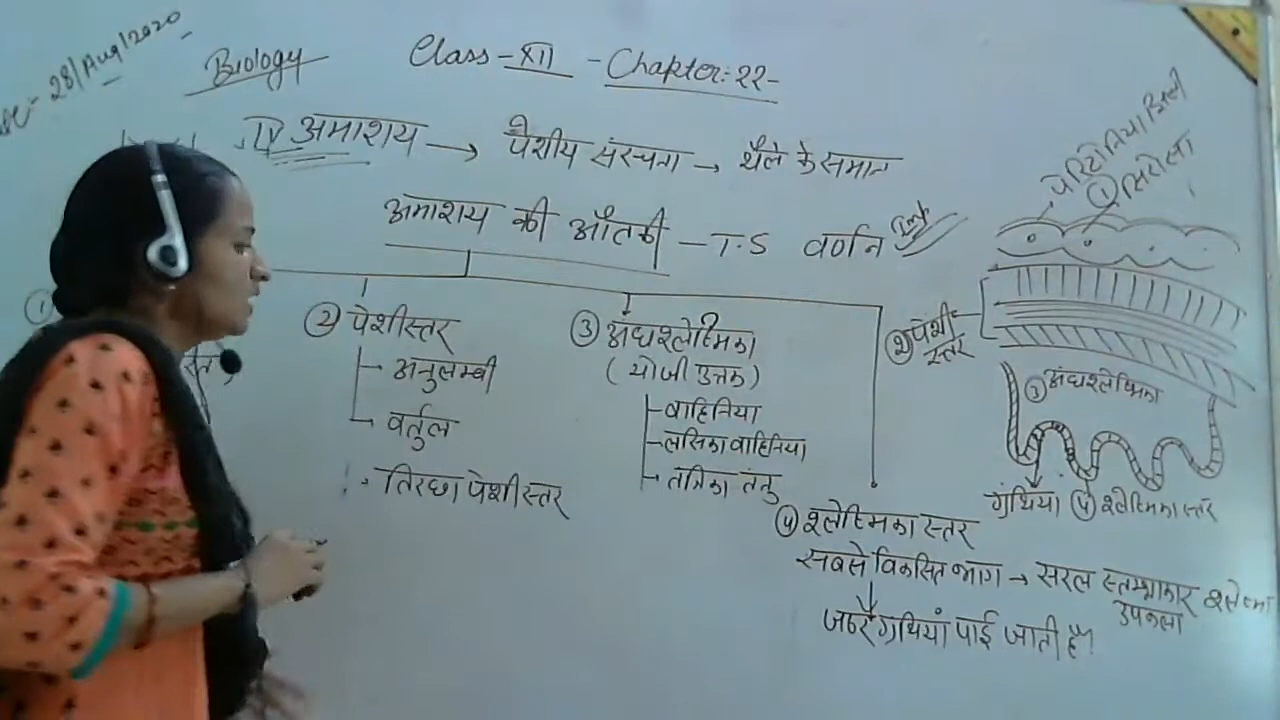 28/Aug/2020
Biology
Class - XII - Chapter: 22 -
IV अमाशय → पेशीय संरचना → थैले के समान
अमाशय की औतकी - T.S वर्णन
①
② पेशीस्तर
अनुलम्बी
वर्तुल
तिरछा पेशीस्तर
③ अधश्लेष्मिका
(योजी उत्तक)
वाहिनिया
लसिका वाहिनिया
तंत्रिका तंतु
④ श्लेष्मिका स्तर
सबसे विकसित भाग → सरल स्तम्भाकार
उपकला
जठर ग्रंथियां पाई जाती है।
पेरिटोनिया झिल्ली
① सिरोसा
② पेशी
स्तर
③ अधश्लेष्मिका
ग्रंथिया ④ श्लेष्मिका स्तर